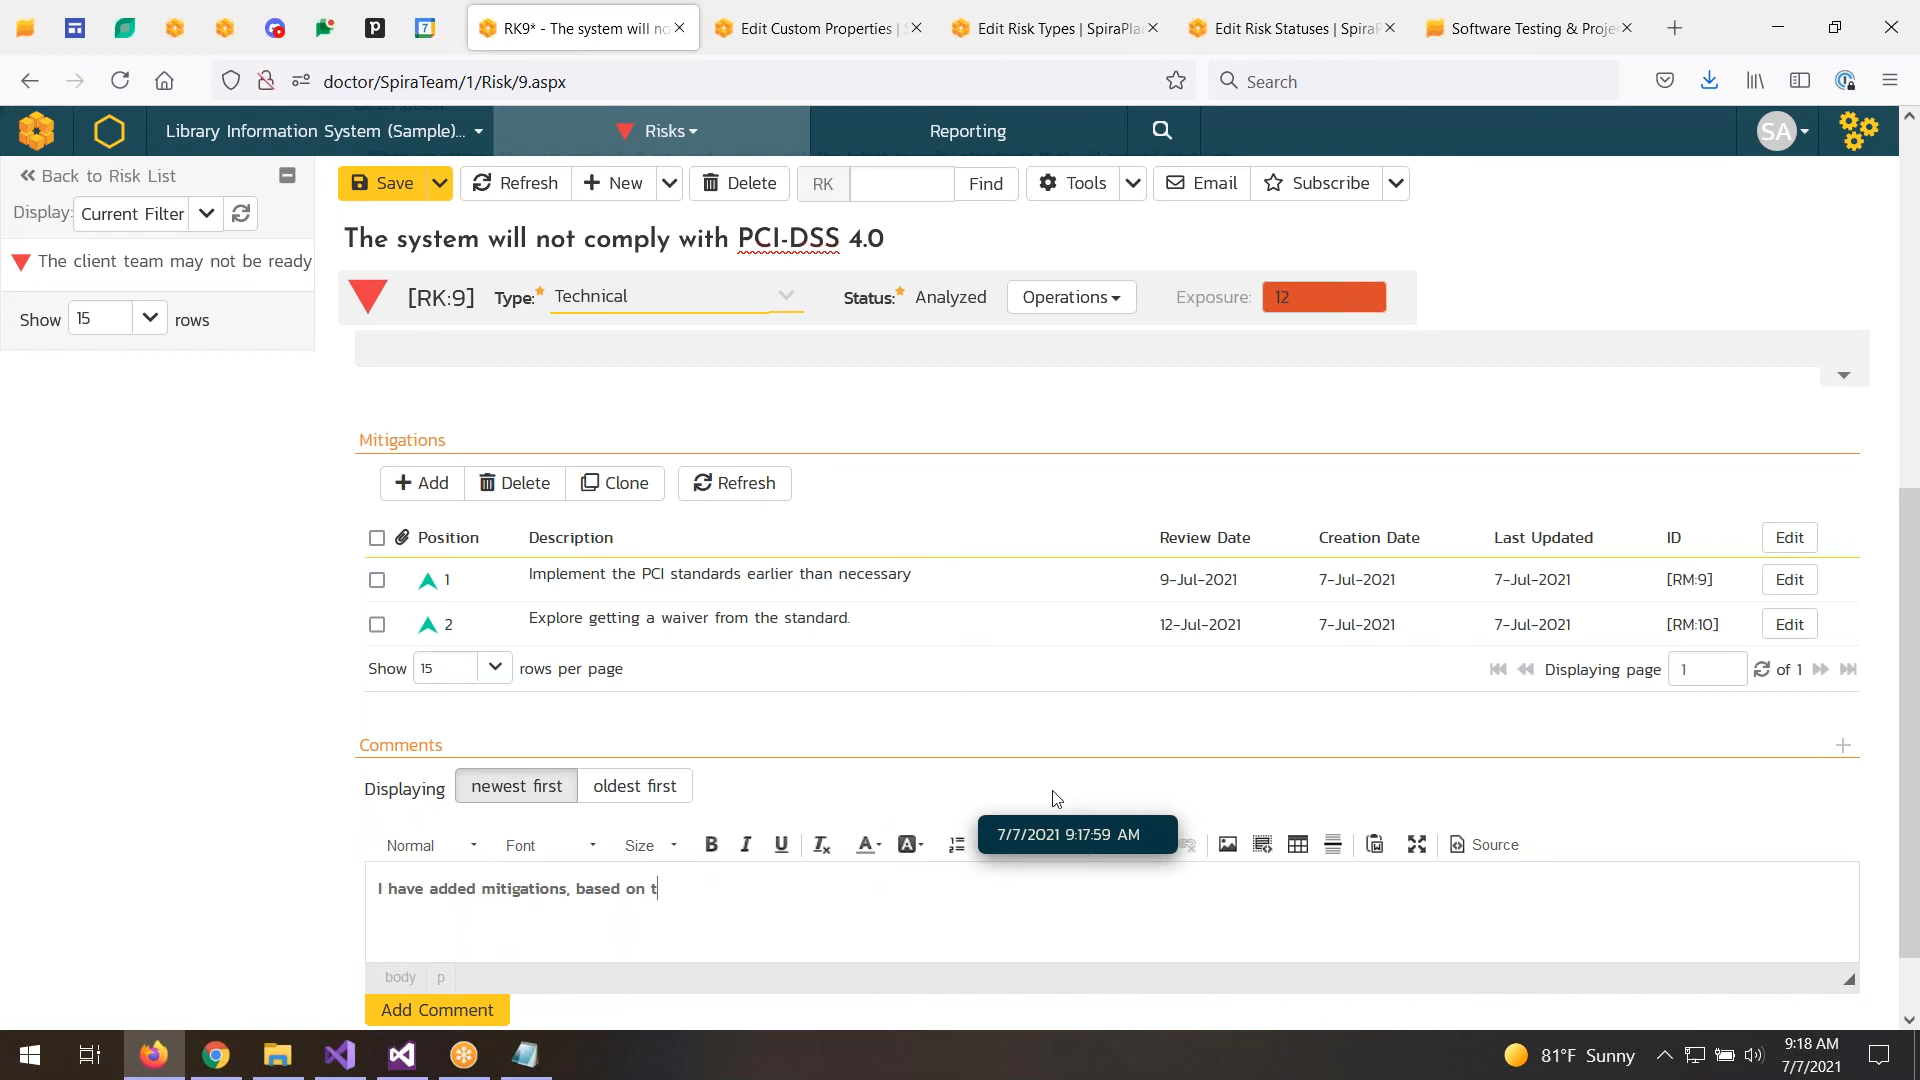 RK9* - The system will no
Edit Custom Properties | S
Edit Risk Types | SpiraPlan
Edit Risk Statuses | SpiraP
Software Testing & Proje
doctor/SpiraTeam/1/Risk/9.aspx
Search
Library Information System (Sample)...
Risks
Reporting
SA
Back to Risk List
Display:
Current Filter
The client team may not be ready
Show 15 rows
Save
Refresh
New
Delete
RK
Find
Tools
Email
Subscribe
The system will not comply with PCI-DSS 4.0
[RK:9] Type:* Technical Status:* Analyzed Operations Exposure: 12
Mitigations
Add Delete Clone Refresh
Position Description Review Date Creation Date Last Updated ID Edit
1 Implement the PCI standards earlier than necessary 9-Jul-2021 7-Jul-2021 7-Jul-2021 [RM:9] Edit
2 Explore getting a waiver from the standard. 12-Jul-2021 7-Jul-2021 7-Jul-2021 [RM:10] Edit
Show 15 rows per page Displaying page 1 of 1
Comments
Displaying newest first oldest first
7/7/2021 9:17:59 AM
Normal Font Size B I U Source
I have added mitigations, based on t
body p
Add Comment
81°F Sunny
9:18 AM
7/7/2021